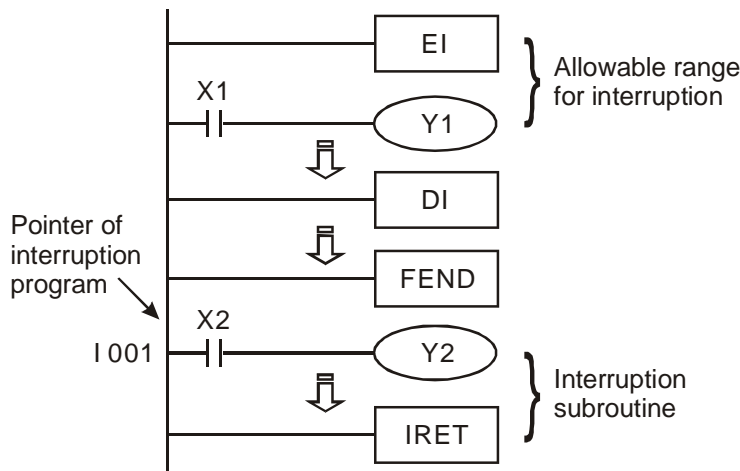 EI
Allowable range
for interruption
X1
Y1
DI
Pointer of
interruption
program
FEND
X2
I 001
Y2
Interruption
subroutine
IRET